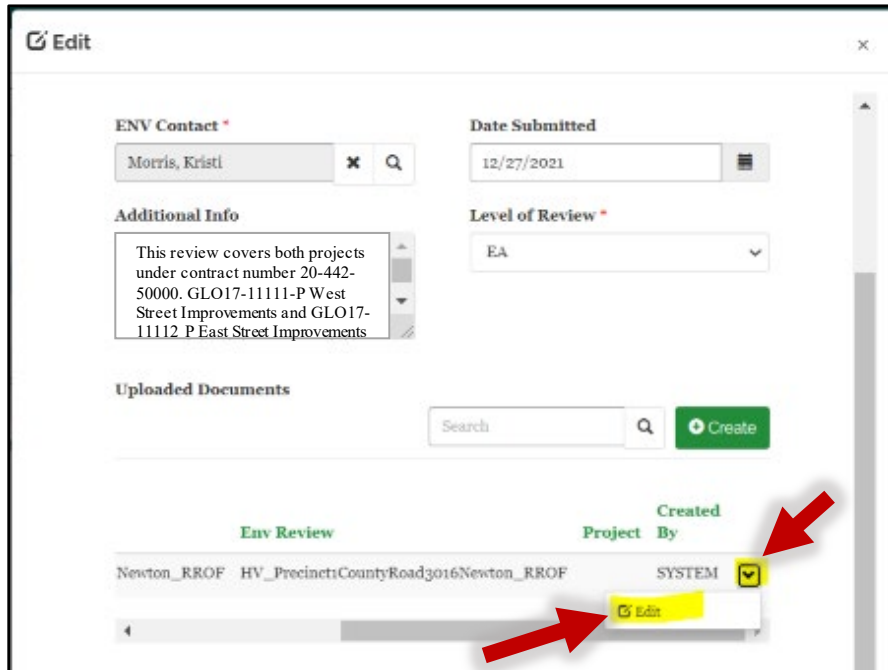 Edit
×
ENV Contact *
Date Submitted
Morris, Kristi
12/27/2021
Additional Info
Level of Review *
This review covers both projects
under contract number 20-442-
50000. GLO17-11111-P West
Street Improvements and GLO17-
11112 P East Street Improvements
EA
Uploaded Documents
Search
Create
Env Review
Project
Created
By
Newton_RROF
HV_Precinct1CountyRoad3016Newton_RROF
SYSTEM
Edit